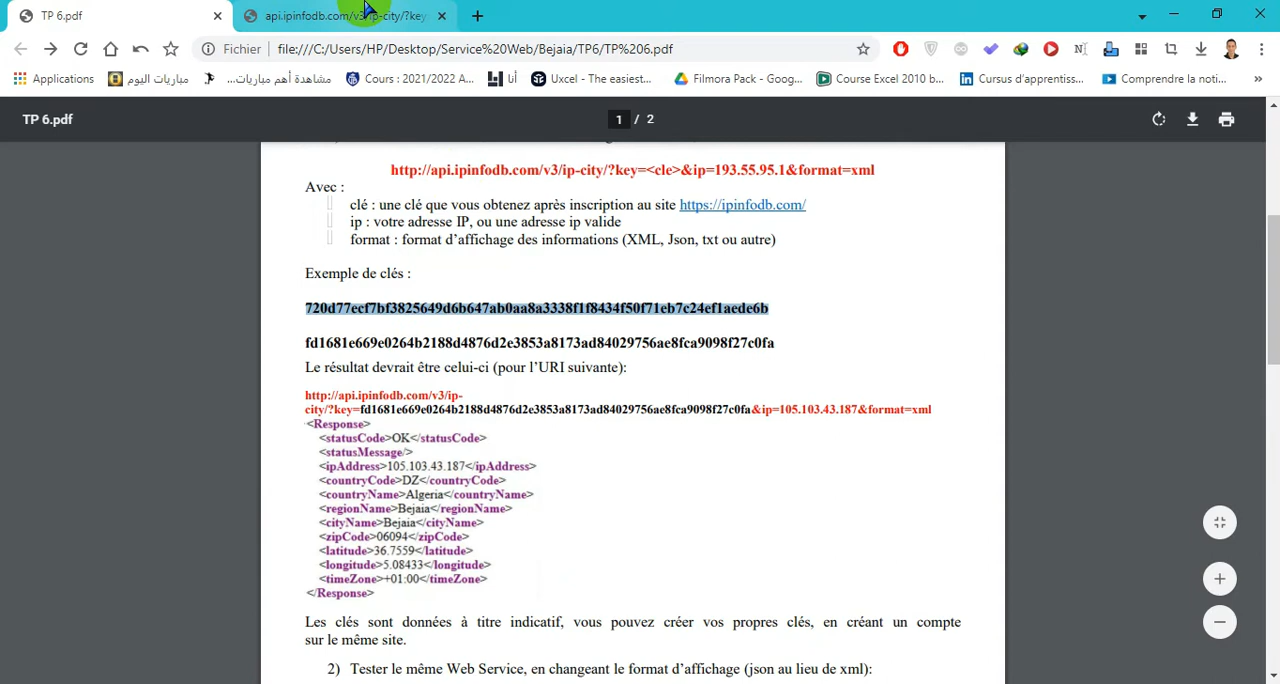 TP 6.pdf
api.ipinfodb.com/v3/ip-city/?key
Fichier
file:///C:/Users/HP/Desktop/Service%20Web/Bejaia/TP6/TP%206.pdf
Applications
مباريات اليوم
مشاهدة أهم مباريات...
Cours : 2021/2022 A...
أنا
Uxcel - The easiest...
Filmora Pack - Goog...
Course Excel 2010 b...
Cursus d'apprentiss...
Comprendre la noti...
»
TP 6.pdf
1 / 2
http://api.ipinfodb.com/v3/ip-city/?key=<cle>&ip=193.55.95.1&format=xml
Avec :
clé : une clé que vous obtenez après inscription au site https://ipinfodb.com/
ip : votre adresse IP, ou une adresse ip valide
format : format d'affichage des informations (XML, Json, txt ou autre)
Exemple de clés :
720d77ecf7bf3825649d6b647ab0aa8a3338f1f8434f50f71eb7c24ef1aede6b
fd1681e669e0264b2188d4876d2e3853a8173ad84029756ae8fca9098f27c0fa
Le résultat devrait être celui-ci (pour l'URI suivante):
http://api.ipinfodb.com/v3/ip-
city/?key=fd1681e669e0264b2188d4876d2e3853a8173ad84029756ae8fca9098f27c0fa&ip=105.103.43.187&format=xml
<Response>
<statusCode>OK</statusCode>
<statusMessage/>
<ipAddress>105.103.43.187</ipAddress>
<countryCode>DZ</countryCode>
<countryName>Algeria</countryName>
<regionName>Bejaia</regionName>
<cityName>Bejaia</cityName>
<zipCode>06094</zipCode>
<latitude>36.7559</latitude>
<longitude>5.08433</longitude>
<timeZone>+01:00</timeZone>
</Response>
Les clés sont données à titre indicatif, vous pouvez créer vos propres clés, en créant un compte
sur le même site.
2) Tester le même Web Service, en changeant le format d'affichage (json au lieu de xml):